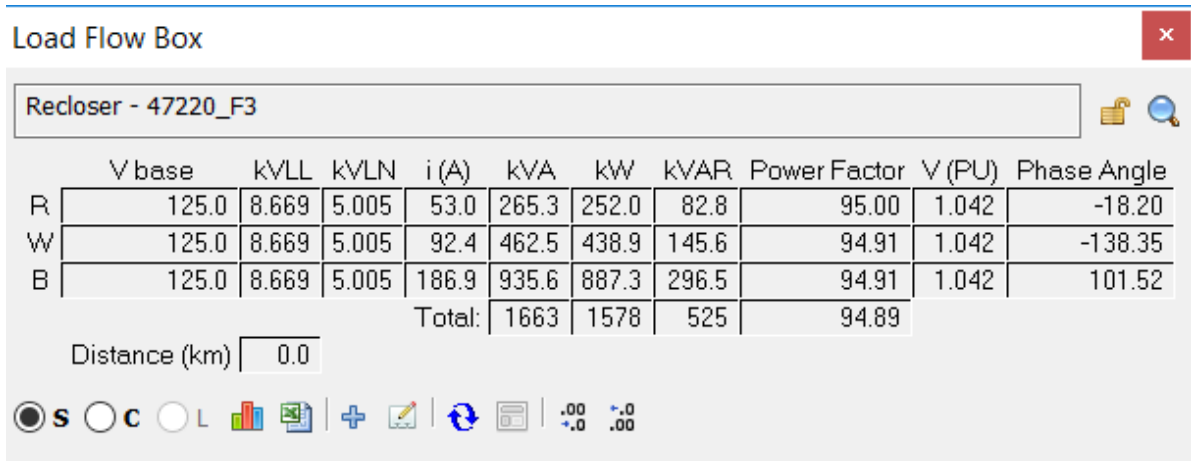 Load Flow Box
Recloser - 47220_F3
V base kVLL kVLN i (A) kVA kW kVAR Power Factor V (PU) Phase Angle
R 125.0 8.669 5.005 53.0 265.3 252.0 82.8 95.00 1.042 -18.20
W 125.0 8.669 5.005 92.4 462.5 438.9 145.6 94.91 1.042 -138.35
B 125.0 8.669 5.005 186.9 935.6 887.3 296.5 94.91 1.042 101.52
Total: 1663 1578 525 94.89
Distance (km) 0.0
S C L .00 .0 .0 .00